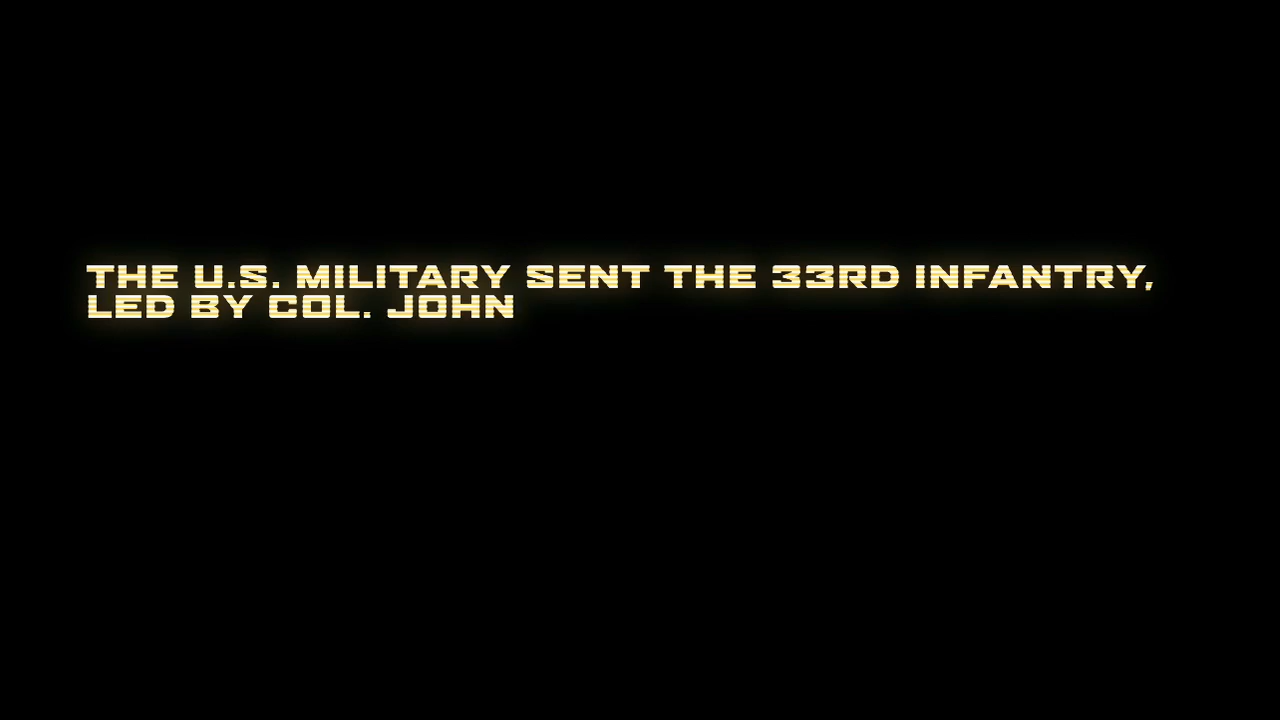 THE U.S. MILITARY SENT THE 33RD INFANTRY,
LED BY COL. JOHN